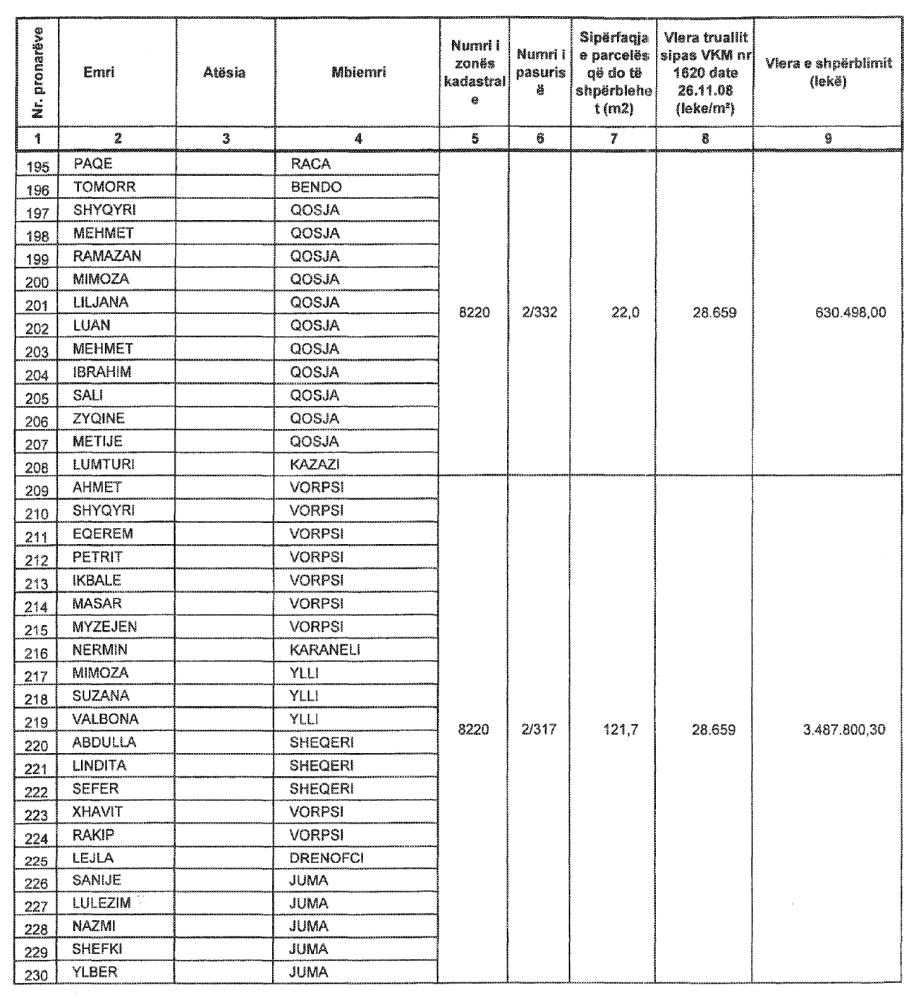 Nr. pronarëve	Emri	Atësia	Mbiemri	Numri i zonës kadastral e	Numri i pasuris ë	Sipërfaqja e parcelës që do të shpërblehe t (m2)	Vlera truallit sipas VKM nr 1620 date 26.11.08 (leke/m²)	Vlera e shpërblimit (lekë)
1	2	3	4	5	6	7	8	9
195	PAQE	RACA
196	TOMORR	BENDO
197	SHYQYRI	QOSJA
198	MEHMET	QOSJA
199	RAMAZAN	QOSJA
200	MIMOZA	QOSJA
201	LILJANA	QOSJA
8220	2/332	22,0	28.659	630.498,00
202	LUAN	QOSJA
203	MEHMET	QOSJA
204	IBRAHIM	QOSJA
205	SALI	QOSJA
206	ZYQINE	QOSJA
207	METIJE	QOSJA
208	LUMTURI	KAZAZI
209	AHMET	VORPSI
210	SHYQYRI	VORPSI
211	EQEREM	VORPSI
212	PETRIT	VORPSI
213	IKBALE	VORPSI
214	MASAR	VORPSI
215	MYZEJEN	VORPSI
216	NERMIN	KARANELI
217	MIMOZA	YLLI
218	SUZANA	YLLI
219	VALBONA	YLLI
8220	2/317	121,7	28.659	3.487.800,30
220	ABDULLA	SHEQERI
221	LINDITA	SHEQERI
222	SEFER	SHEQERI
223	XHAVIT	VORPSI
224	RAKIP	VORPSI
225	LEJLA	DRENOFCI
226	SANIJE	JUMA
227	LULEZIM	JUMA
228	NAZMI	JUMA
229	SHEFKI	JUMA
230	YLBER	JUMA